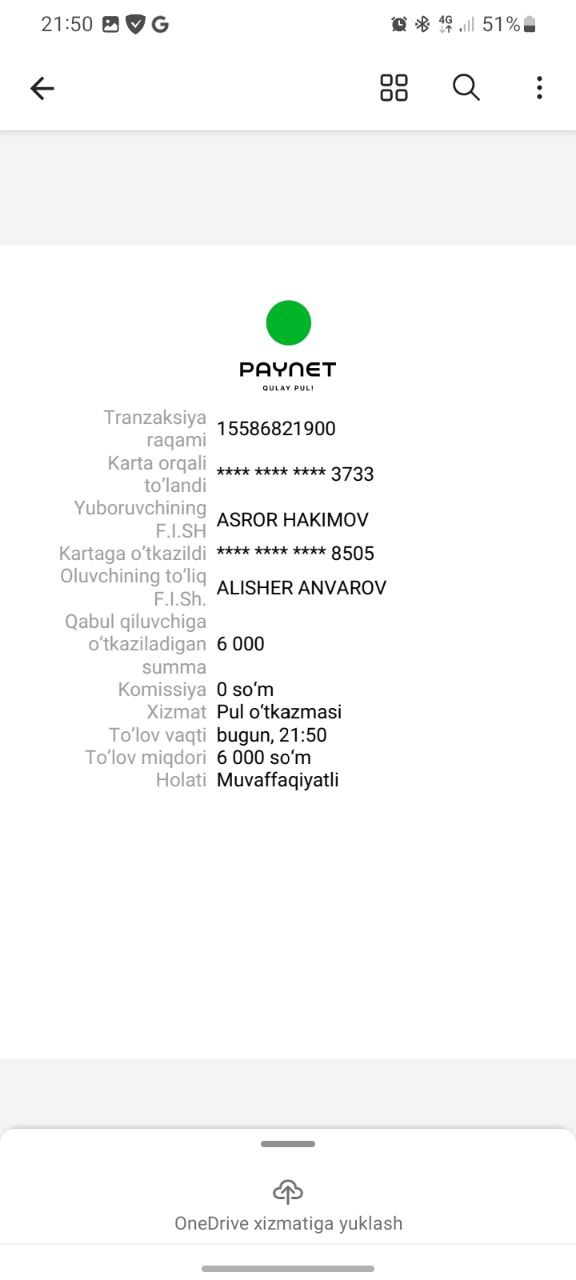 21:50 G 4G 51%
PAYNET
QULAY PUL!
Tranzaksiya raqami 15586821900
Karta orqali to’landi **** **** **** 3733
Yuboruvchining F.I.SH ASROR HAKIMOV
Kartaga o’tkazildi **** **** **** 8505
Oluvchining to‘liq F.I.Sh. ALISHER ANVAROV
Qabul qiluvchiga o‘tkaziladigan summa 6 000
Komissiya 0 so‘m
Xizmat Pul o‘tkazmasi
To’lov vaqti bugun, 21:50
To’lov miqdori 6 000 so‘m
Holati Muvaffaqiyatli
OneDrive xizmatiga yuklash